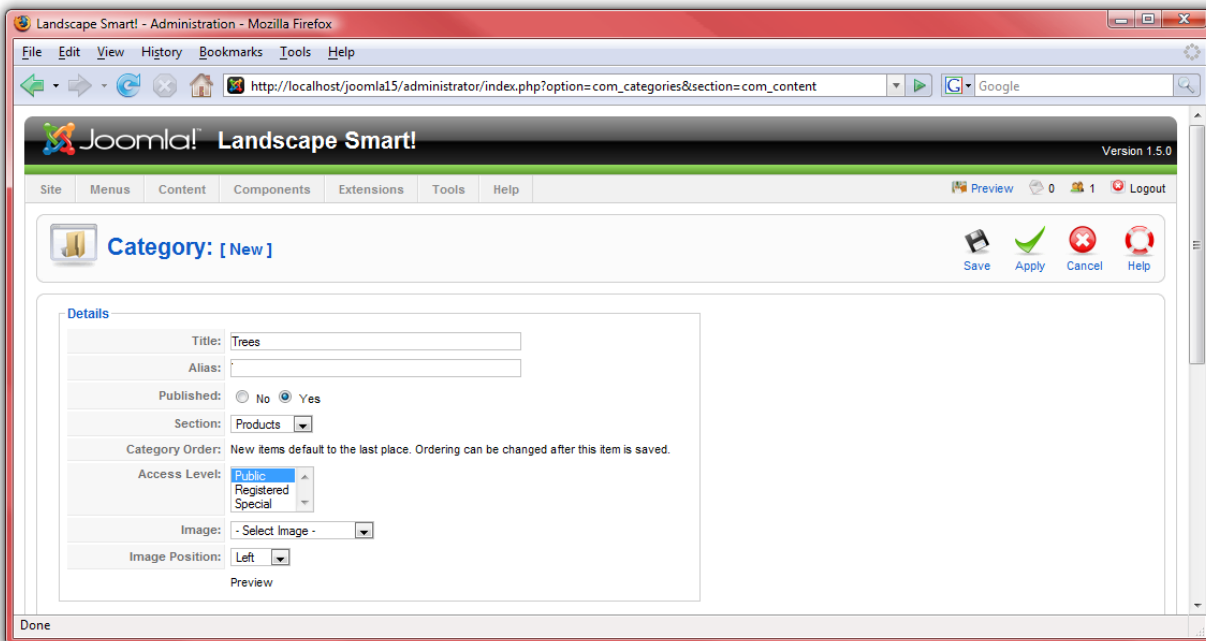 Landscape Smart! - Administration - Mozilla Firefox
File Edit View History Bookmarks Tools Help
http://localhost/joomla15/administrator/index.php?option=com_categories&section=com_content
G Google
Joomla!™ Landscape Smart!
Version 1.5.0
Site Menus Content Components Extensions Tools Help Preview 0 1 Logout
Category: [ New ]
Save Apply Cancel Help
Details
Title: Trees
Alias:
Published: No Yes
Section: Products
Category Order: New items default to the last place. Ordering can be changed after this item is saved.
Access Level: Public
Registered
Special
Image: - Select Image -
Image Position: Left
Preview
Done